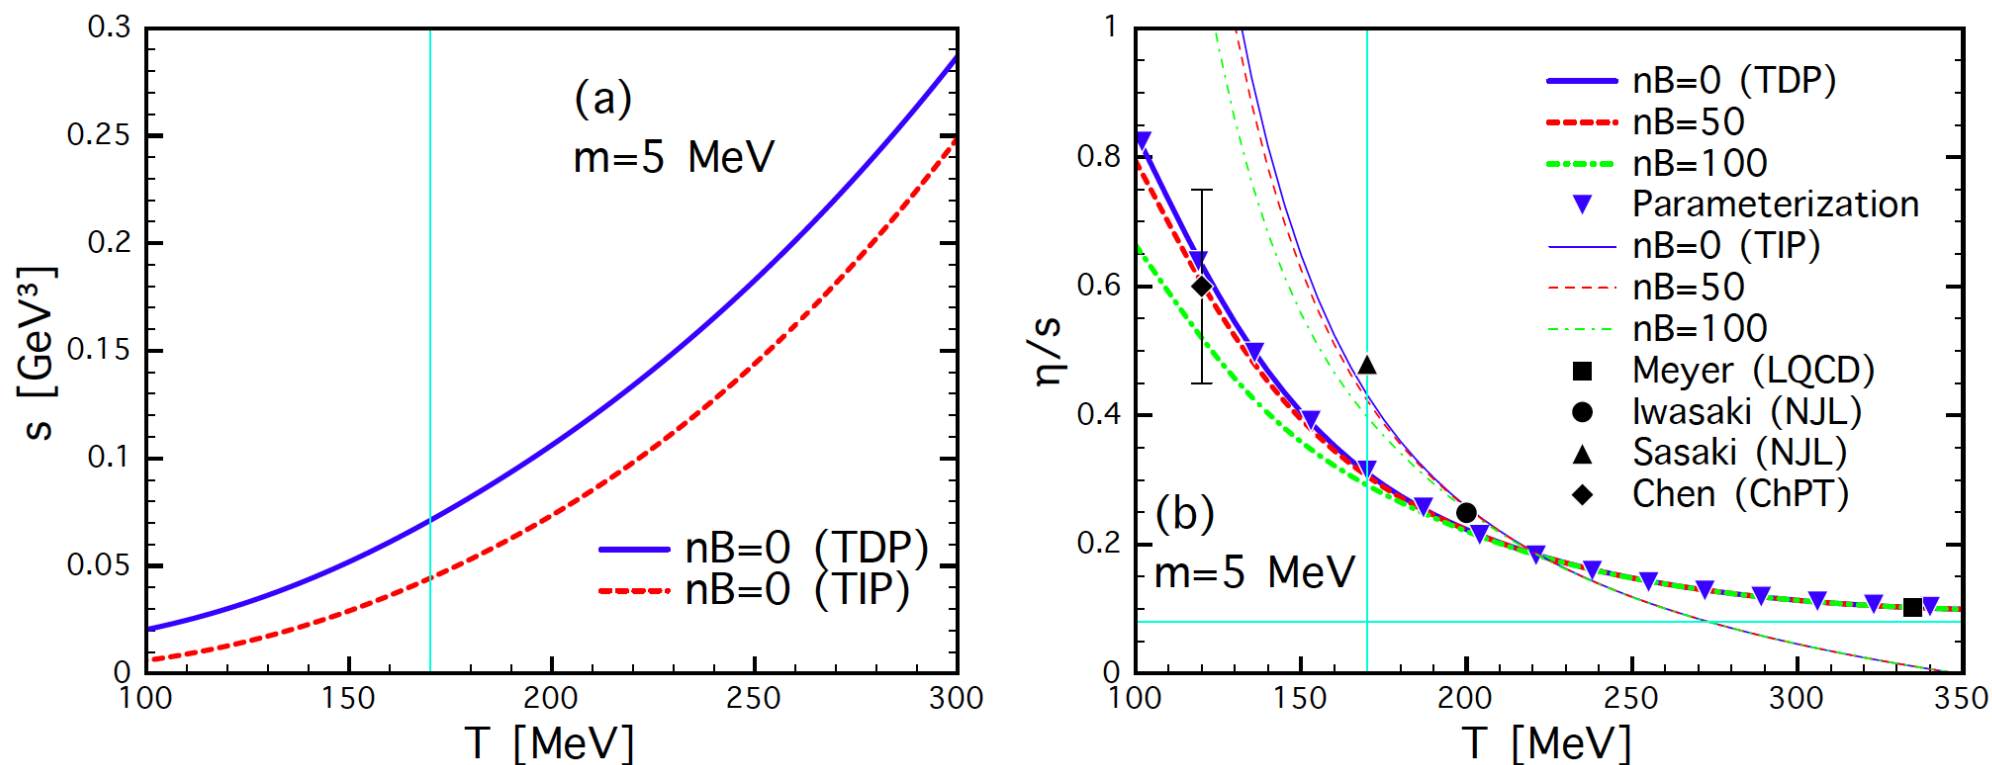 0.3
0.25
0.2
0.15
0.1
0.05
0
s [GeV³]
(a)
m=5 MeV
nB=0 (TDP)
nB=0 (TIP)
100 150 200 250 300
T [MeV]
1
0.8
0.6
0.4
0.2
0
η/s
nB=0 (TDP)
nB=50
nB=100
Parameterization
nB=0 (TIP)
nB=50
nB=100
Meyer (LQCD)
Iwasaki (NJL)
Sasaki (NJL)
Chen (ChPT)
(b)
m=5 MeV
100 150 200 250 300 350
T [MeV]